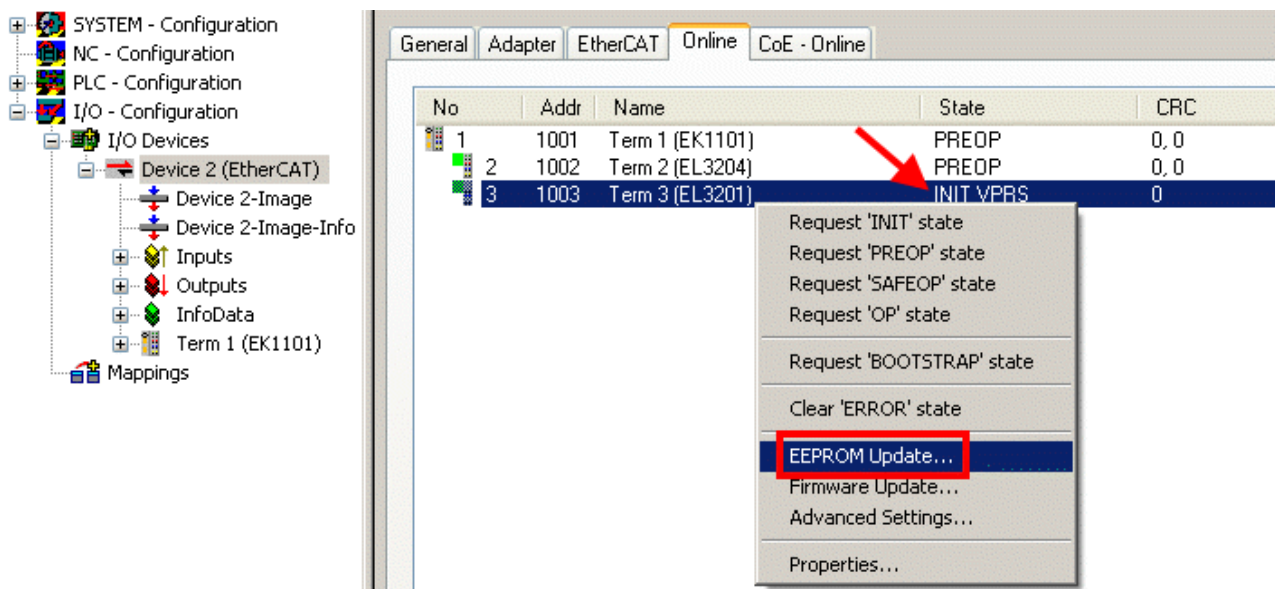 SYSTEM - Configuration
NC - Configuration
PLC - Configuration
I/O - Configuration
I/O Devices
Device 2 (EtherCAT)
Device 2-Image
Device 2-Image-Info
Inputs
Outputs
InfoData
Term 1 (EK1101)
Mappings
General Adapter EtherCAT Online CoE - Online
No Addr Name State CRC
1 1001 Term 1 (EK1101) PREOP 0, 0
2 1002 Term 2 (EL3204) PREOP 0, 0
3 1003 Term 3 (EL3201) INIT VPRS 0
Request 'INIT' state
Request 'PREOP' state
Request 'SAFEOP' state
Request 'OP' state
Request 'BOOTSTRAP' state
Clear 'ERROR' state
EEPROM Update...
Firmware Update...
Advanced Settings...
Properties...